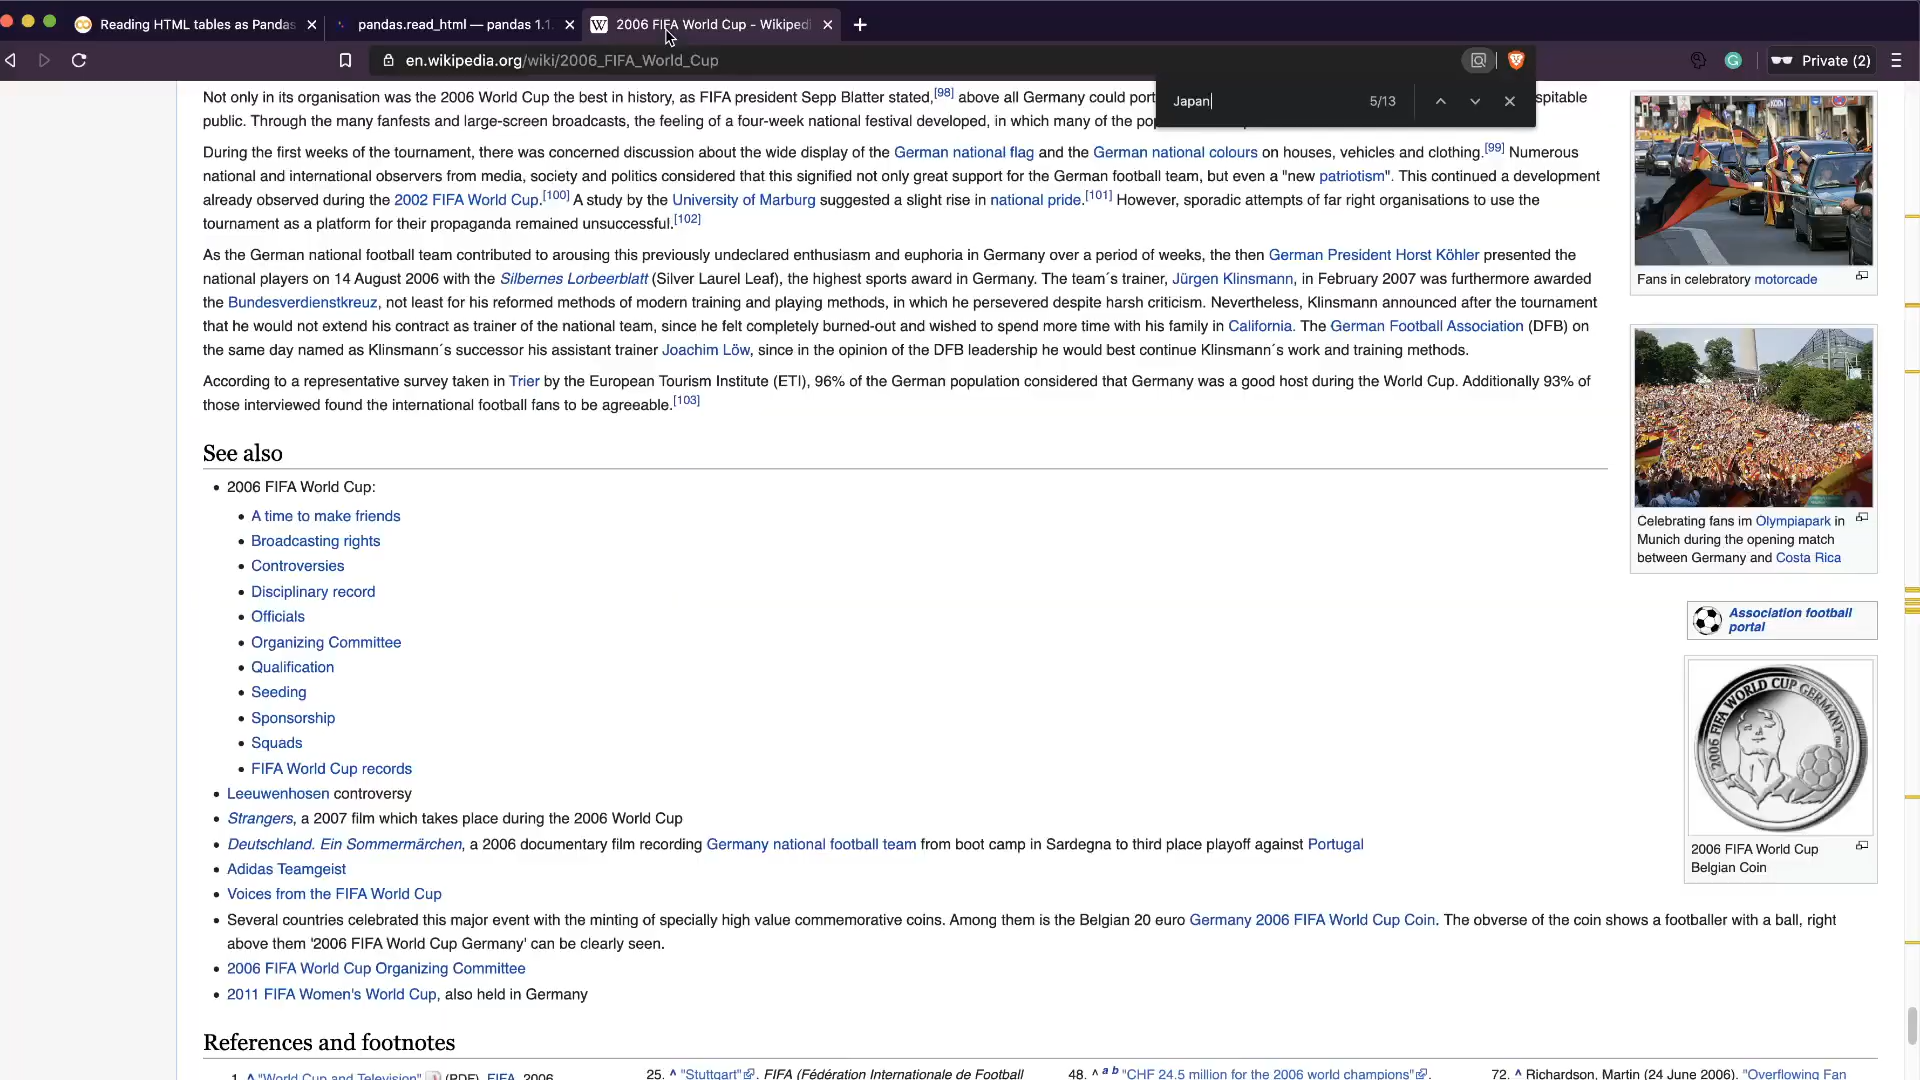 Reading HTML tables as Pandas
pandas.read_html — pandas 1.1.
2006 FIFA World Cup - Wikiped
en.wikipedia.org/wiki/2006_FIFA_World_Cup
Private (2)
Japan
5/13
Not only in its organisation was the 2006 World Cup the best in history, as FIFA president Sepp Blatter stated,[98] above all Germany could port
spitable
public. Through the many fanfests and large-screen broadcasts, the feeling of a four-week national festival developed, in which many of the
During the first weeks of the tournament, there was concerned discussion about the wide display of the German national flag and the German national colours on houses, vehicles and clothing.[99] Numerous
national and international observers from media, society and politics considered that this signified not only great support for the German football team, but even a "new patriotism". This continued a development
already observed during the 2002 FIFA World Cup.[100] A study by the University of Marburg suggested a slight rise in national pride.[101] However, sporadic attempts of far right organisations to use the
tournament as a platform for their propaganda remained unsuccessful.[102]
As the German national football team contributed to arousing this previously undeclared enthusiasm and euphoria in Germany over a period of weeks, the then German President Horst Köhler presented the
national players on 14 August 2006 with the Silbernes Lorbeerblatt (Silver Laurel Leaf), the highest sports award in Germany. The team´s trainer, Jürgen Klinsmann, in February 2007 was furthermore awarded
the Bundesverdienstkreuz, not least for his reformed methods of modern training and playing methods, in which he persevered despite harsh criticism. Nevertheless, Klinsmann announced after the tournament
that he would not extend his contract as trainer of the national team, since he felt completely burned-out and wished to spend more time with his family in California. The German Football Association (DFB) on
the same day named as Klinsmann´s successor his assistant trainer Joachim Löw, since in the opinion of the DFB leadership he would best continue Klinsmann´s work and training methods.
According to a representative survey taken in Trier by the European Tourism Institute (ETI), 96% of the German population considered that Germany was a good host during the World Cup. Additionally 93% of
those interviewed found the international football fans to be agreeable.[103]
Fans in celebratory motorcade
Celebrating fans im Olympiapark in
Munich during the opening match
between Germany and Costa Rica
See also
Association football
portal
2006 FIFA World Cup:
A time to make friends
Broadcasting rights
Controversies
Disciplinary record
Officials
Organizing Committee
Qualification
Seeding
Sponsorship
Squads
FIFA World Cup records
Leeuwenhosen controversy
Strangers, a 2007 film which takes place during the 2006 World Cup
Deutschland. Ein Sommermärchen, a 2006 documentary film recording Germany national football team from boot camp in Sardegna to third place playoff against Portugal
Adidas Teamgeist
Voices from the FIFA World Cup
Several countries celebrated this major event with the minting of specially high value commemorative coins. Among them is the Belgian 20 euro Germany 2006 FIFA World Cup Coin. The obverse of the coin shows a footballer with a ball, right
above them '2006 FIFA World Cup Germany' can be clearly seen.
2006 FIFA World Cup Organizing Committee
2011 FIFA Women's World Cup, also held in Germany
2006 FIFA WORLD CUP GERMANY
2006 FIFA World Cup
Belgian Coin
References and footnotes
1. ^ "World Cup and Television" (PDF). FIFA. 2006
25. ^ "Stuttgart". FIFA (Fédération Internationale de Football
48. ^ a b "CHF 24.5 million for the 2006 world champions".
72. ^ Richardson, Martin (24 June 2006). "Overflowing Fan